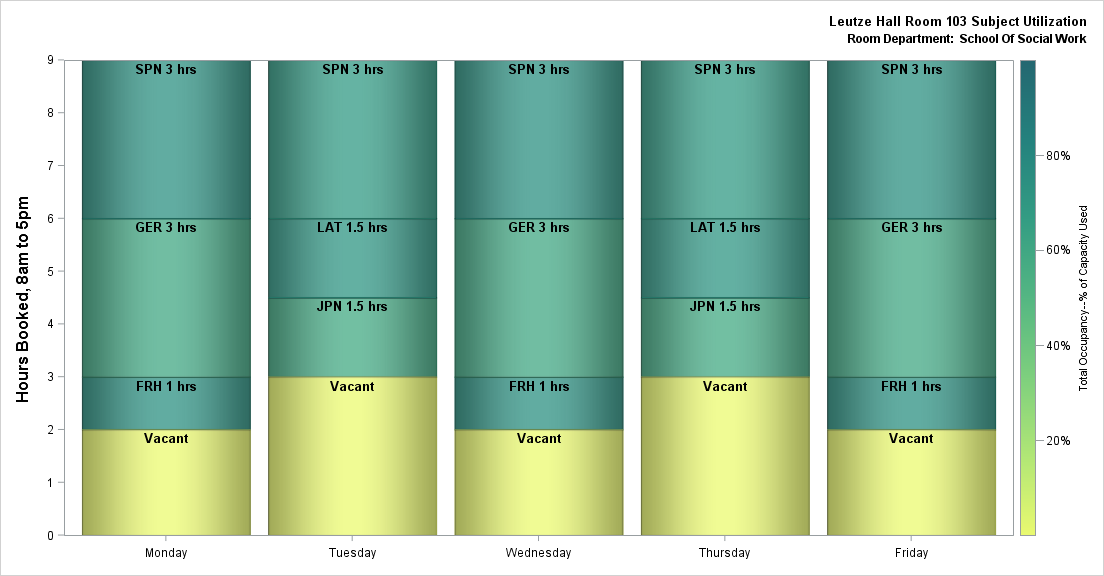 Leutze Hall Room 103 Subject Utilization
Room Department: School Of Social Work
Hours Booked, 8am to 5pm
9
8
7
6
5
4
3
2
1
0
SPN 3 hrs
GER 3 hrs
FRH 1 hrs
Vacant
Monday
SPN 3 hrs
LAT 1.5 hrs
JPN 1.5 hrs
Vacant
Tuesday
SPN 3 hrs
GER 3 hrs
FRH 1 hrs
Vacant
Wednesday
SPN 3 hrs
LAT 1.5 hrs
JPN 1.5 hrs
Vacant
Thursday
SPN 3 hrs
GER 3 hrs
FRH 1 hrs
Vacant
Friday
80%
60%
40%
20%
Total Occupancy--% of Capacity Used